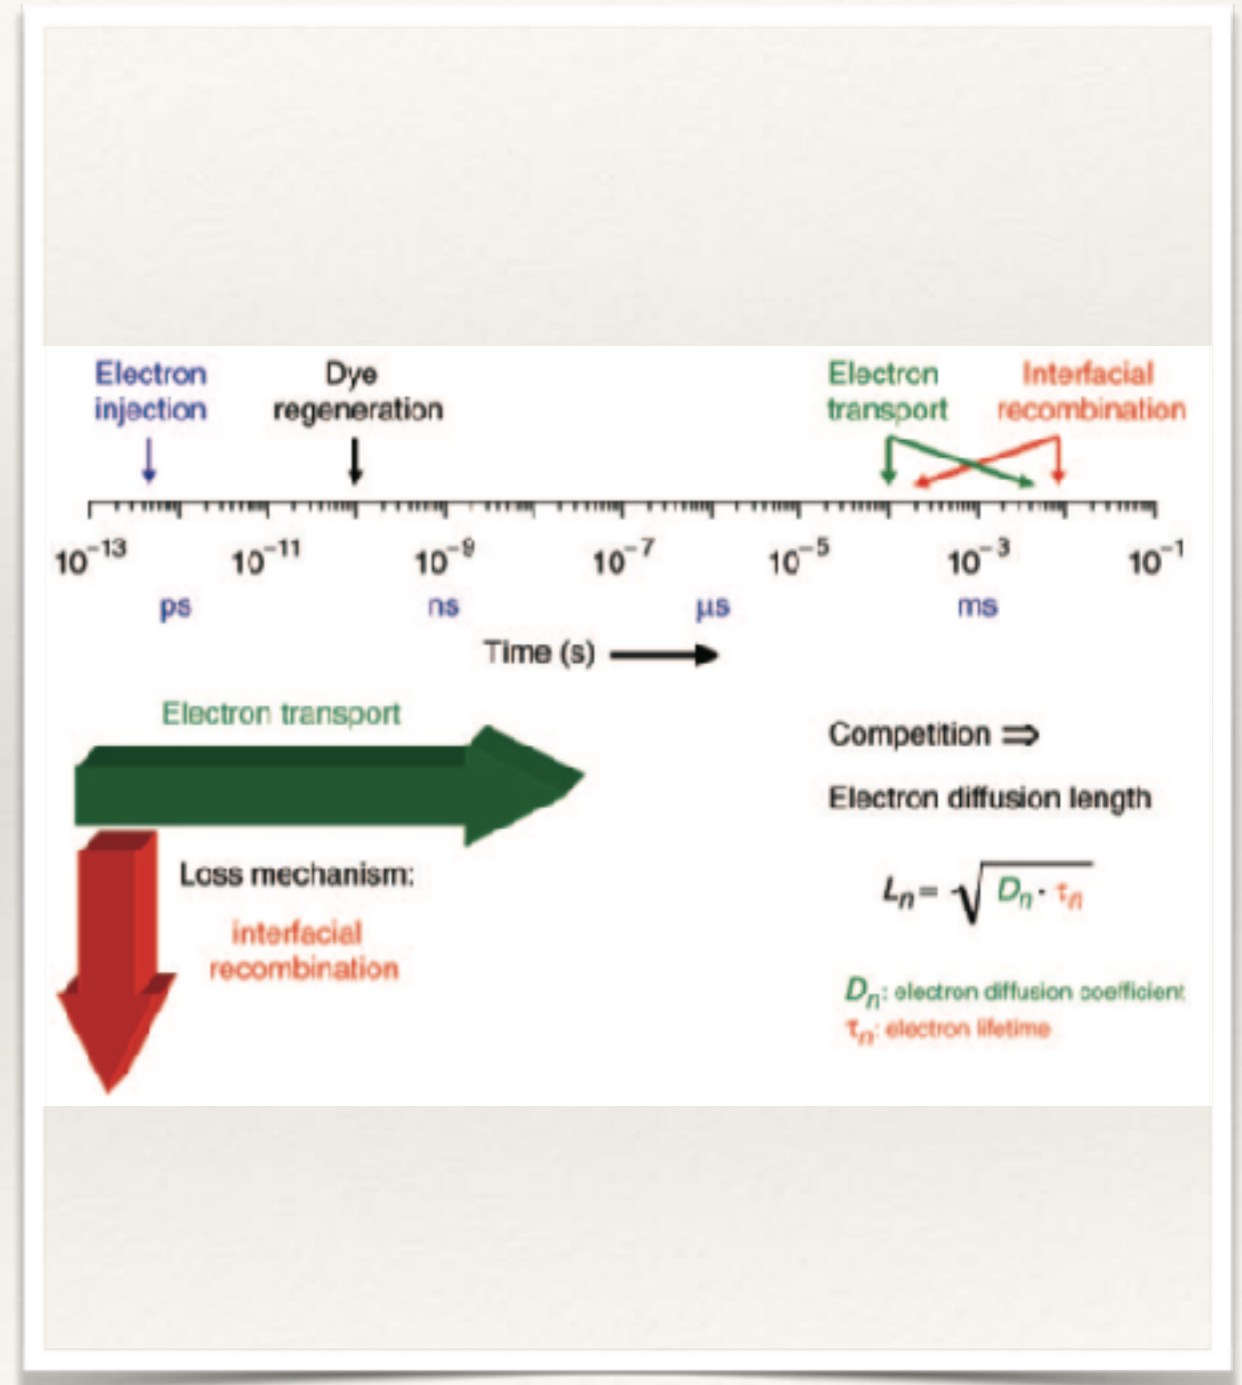 Electron
injection
Dye
regeneration
Electron
transport
Interfacial
recombination
10⁻¹³ 10⁻¹¹ 10⁻⁹ 10⁻⁷ 10⁻⁵ 10⁻³ 10⁻¹
ps ns μs ms
Time (s)
Electron transport
Loss mechanism:
interfacial
recombination
Competition ⇒
Electron diffusion length
Lₙ = √Dₙ · τₙ
Dₙ: electron diffusion coefficient
τₙ: electron lifetime